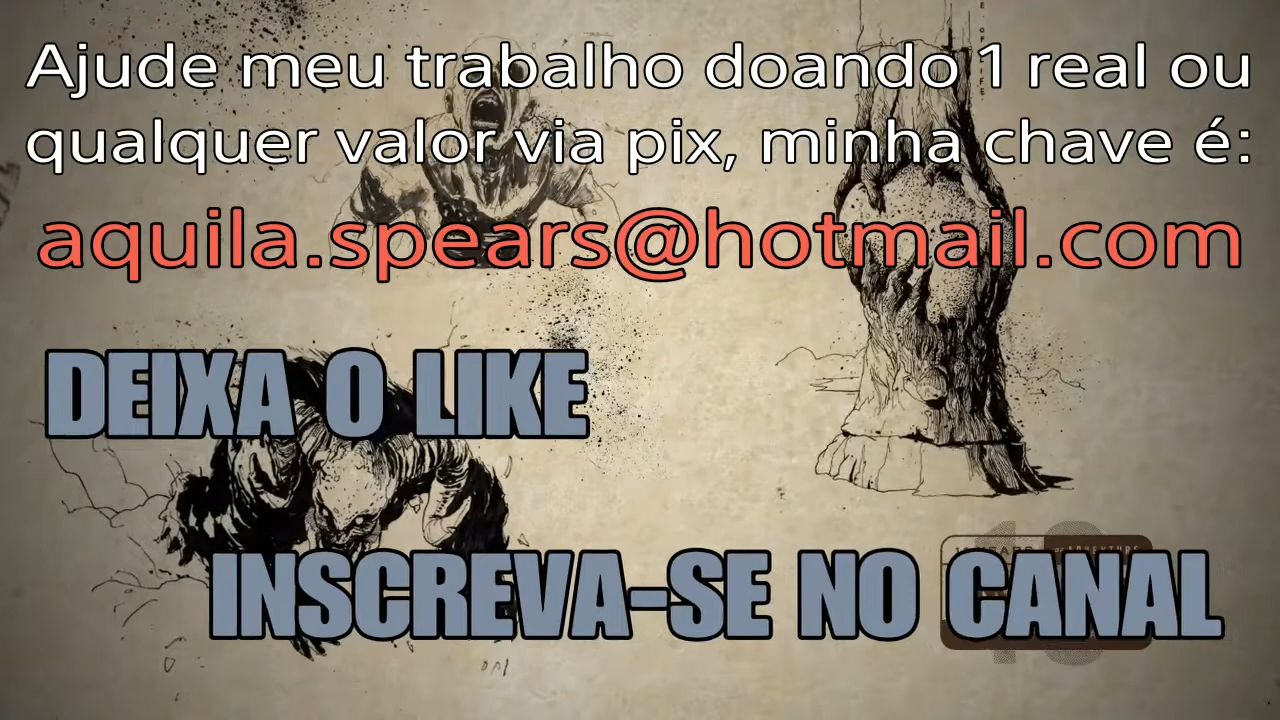 Ajude meu trabalho doando 1 real ou
qualquer valor via pix, minha chave é:
aquila.spears@hotmail.com
DEIXA O LIKE
INSCREVA-SE NO CANAL